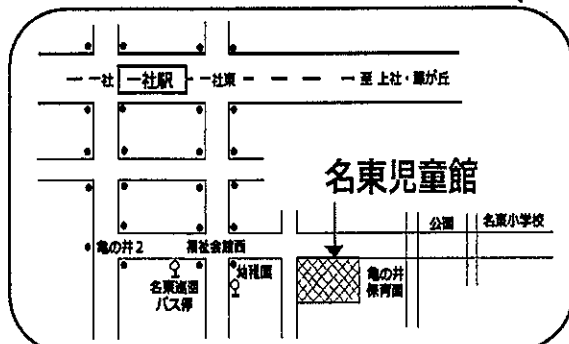 一社
一社駅
一社東
至 上社・藤が丘
名東児童館
公園
名東小学校
亀の井2
福祉会館西
幼稚園
名東巡回
バス停
亀の井
保育園